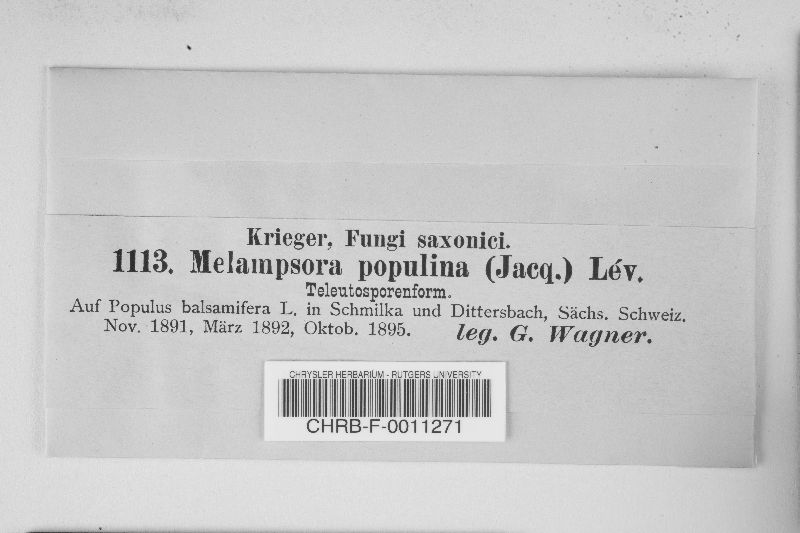 Krieger, Fungi saxonici.
1113. Melampsora populina (Jacq.) Lév.
Teleutosporenform.
Auf Populus balsamifera L. in Schmilka und Dittersbach, Sächs. Schweiz.
Nov. 1891, März 1892, Oktob. 1895. leg. G. Wagner.
CHRYSLER HERBARIUM - RUTGERS UNIVERSITY
CHRB-F-0011271